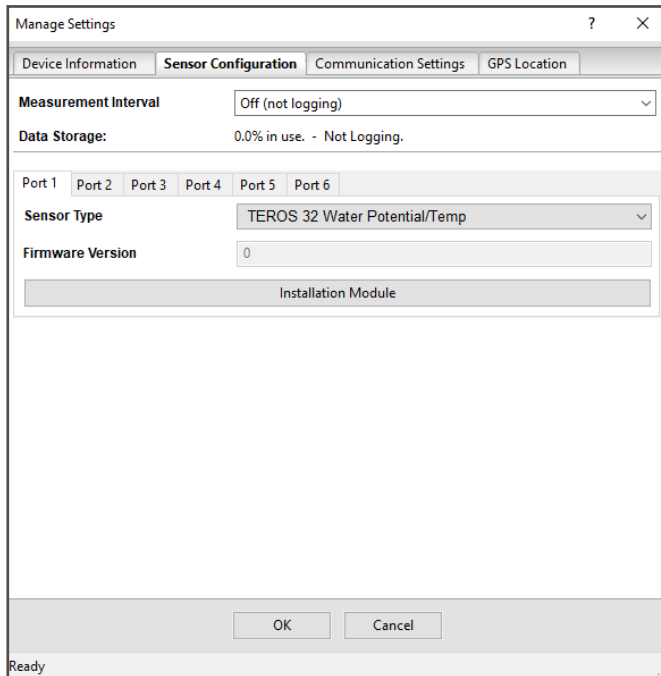 Manage Settings ?
Device Information Sensor Configuration Communication Settings GPS Location
Measurement Interval Off (not logging)
Data Storage: 0.0% in use. - Not Logging.
Port 1 Port 2 Port 3 Port 4 Port 5 Port 6
Sensor Type TEROS 32 Water Potential/Temp
Firmware Version 0
Installation Module
OK Cancel
Ready